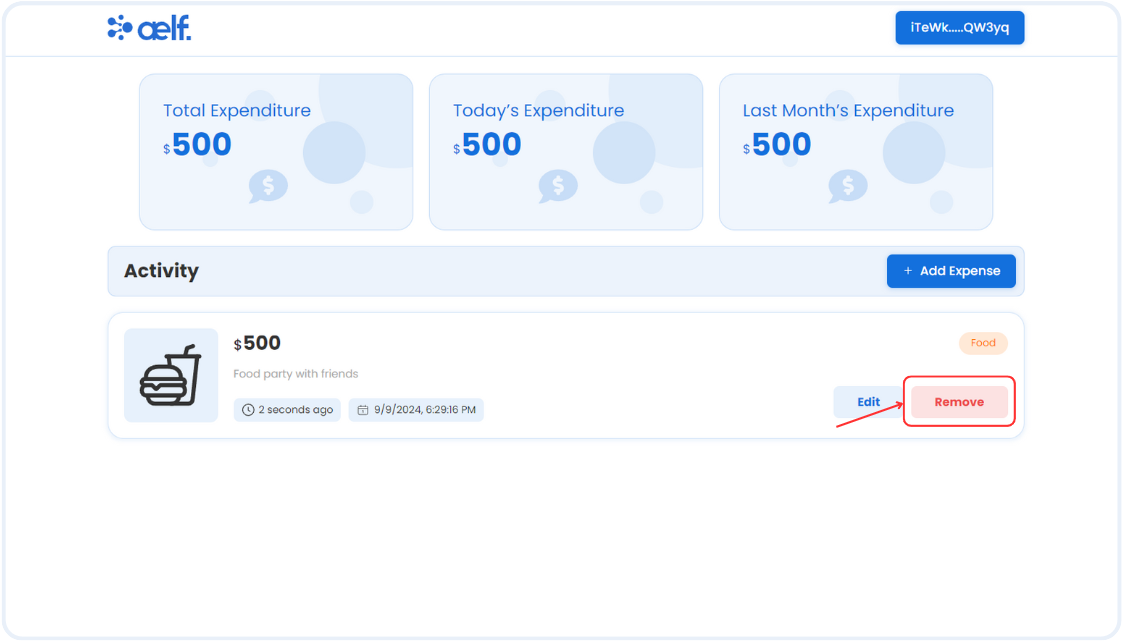 aelf.
iTeWk.....QW3yq
Total Expenditure
$500
Today's Expenditure
$500
Last Month's Expenditure
$500
Activity
+ Add Expense
$500
Food
Food party with friends
2 seconds ago
9/9/2024, 6:29:16 PM
Edit
Remove